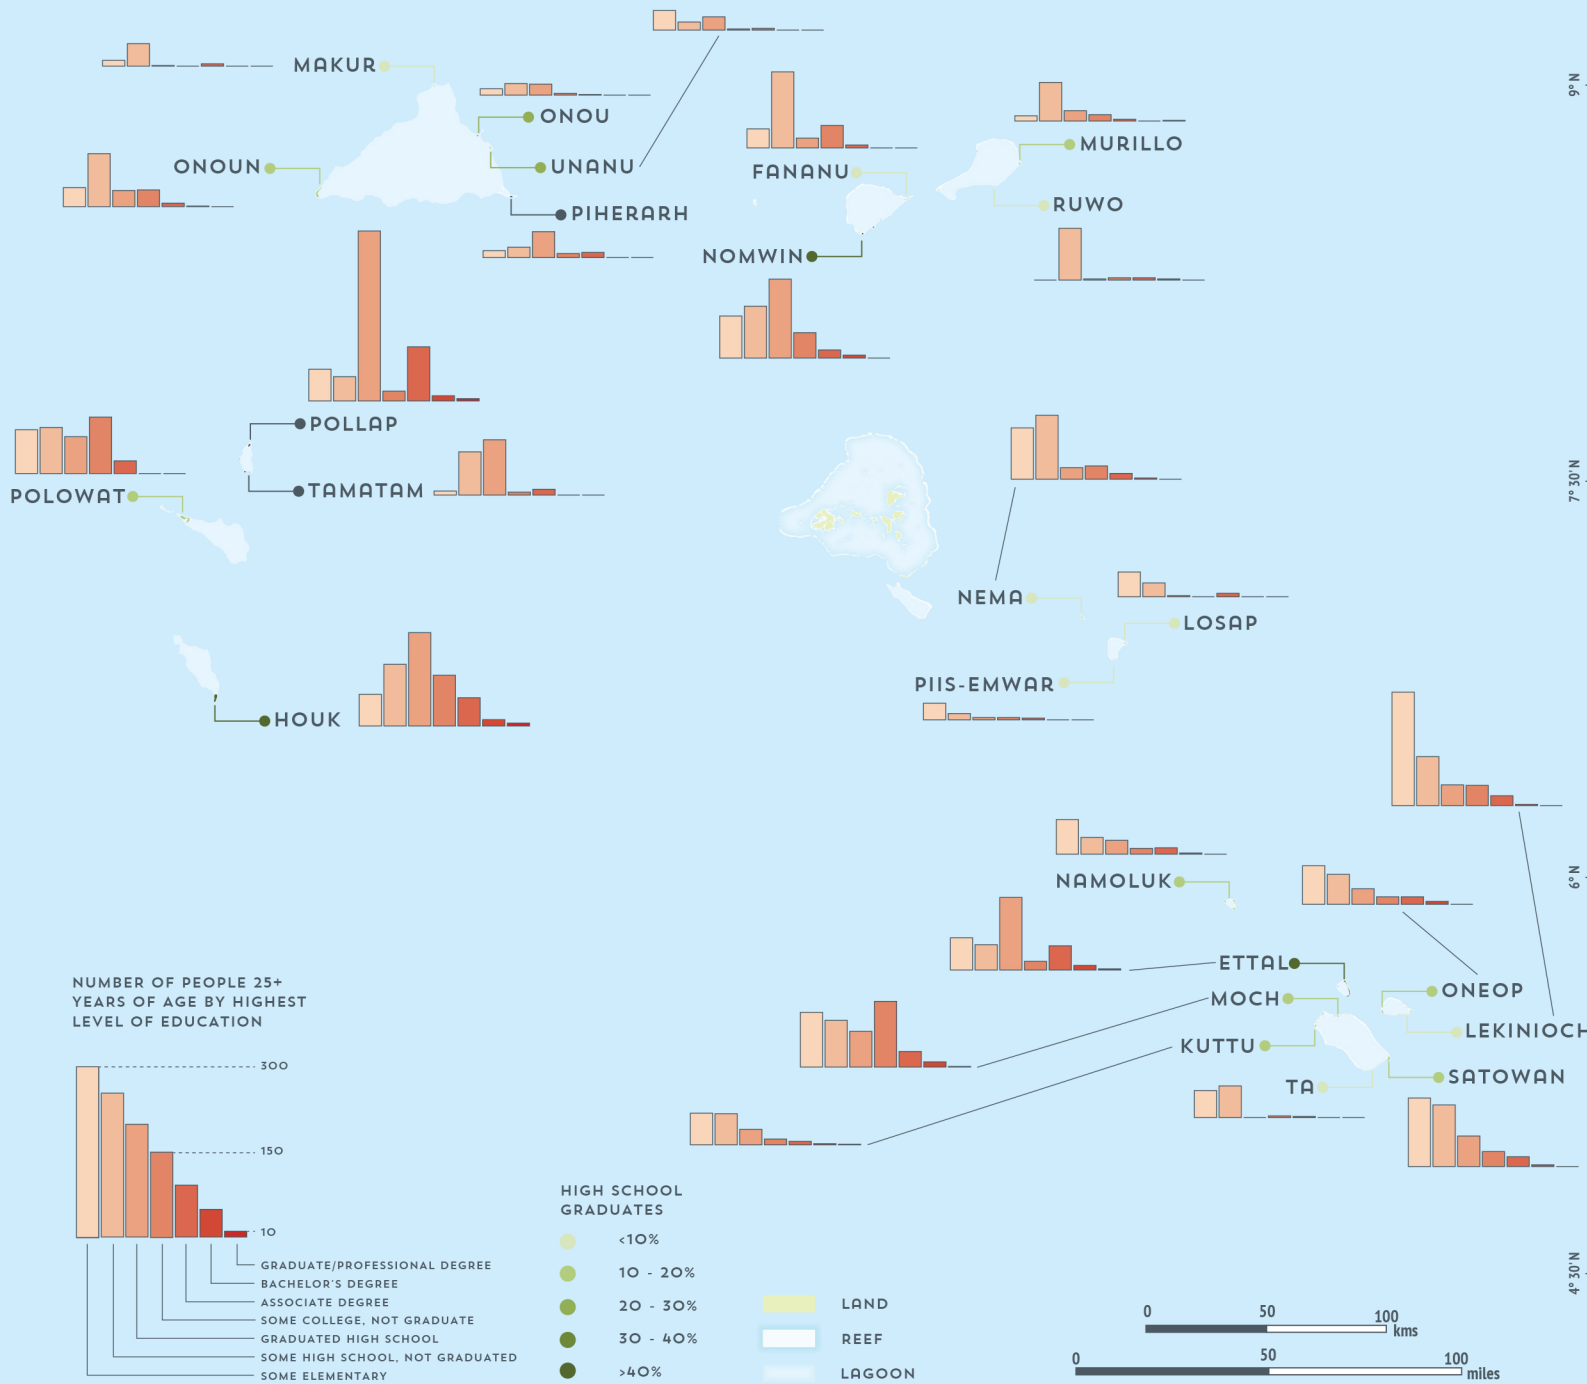 MAKUR
ONOU
ONOUN
UNANU
PIHERARH
FANANU
MURILLO
RUWO
NOMWIN
9°N
POLLAP
TAMATAM
POLOWAT
7°30'N
NEMA
LOSAP
PIIS-EMWAR
HOUK
NAMOLUK
6°N
ETTAL
MOCH
ONEOP
LEKINIOCH
KUTTU
TA
SATOWAN
NUMBER OF PEOPLE 25+
YEARS OF AGE BY HIGHEST
LEVEL OF EDUCATION
300
150
10
GRADUATE/PROFESSIONAL DEGREE
BACHELOR'S DEGREE
ASSOCIATE DEGREE
SOME COLLEGE, NOT GRADUATE
GRADUATED HIGH SCHOOL
SOME HIGH SCHOOL, NOT GRADUATED
SOME ELEMENTARY
HIGH SCHOOL
GRADUATES
<10%
10 - 20%
20 - 30%
30 - 40%
>40%
LAND
REEF
LAGOON
4°30'N
0 50 100
kms
0 50 100
miles